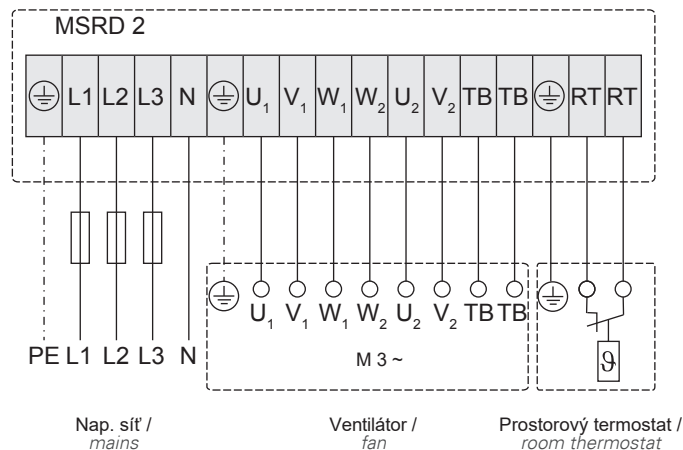 MSRD 2
L1 L2 L3 N U₁ V₁ W₁ W₂ U₂ V₂ TB TB RT RT
U₁ V₁ W₁ W₂ U₂ V₂ TB TB
M 3 ~
ϑ
PE L1 L2 L3 N
Nap. síť /
mains
Ventilátor /
fan
Prostorový termostat /
room thermostat